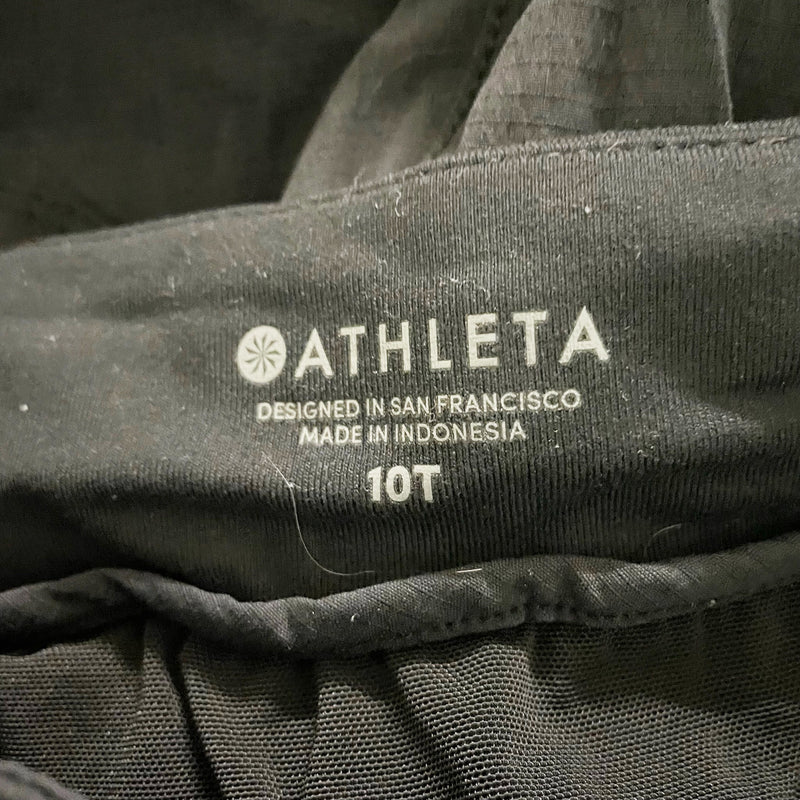 ATHLETA
DESIGNED IN SAN FRANCISCO
MADE IN INDONESIA
10T